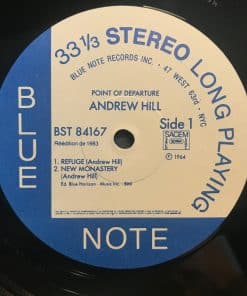 33 1/3 STEREO LONG PLAYING
BLUE NOTE RECORDS INC. • 47 WEST 63rd • NYC
POINT OF DEPARTURE
ANDREW HILL
BST 84167
Side 1
Réédition de 1983
SACEM
1. REFUGE (Andrew Hill)
2. NEW MONASTERY
(Andrew Hill)
Ed. Blue Horizon - Music Inc - BMI
℗ 1964
BLUE
NOTE